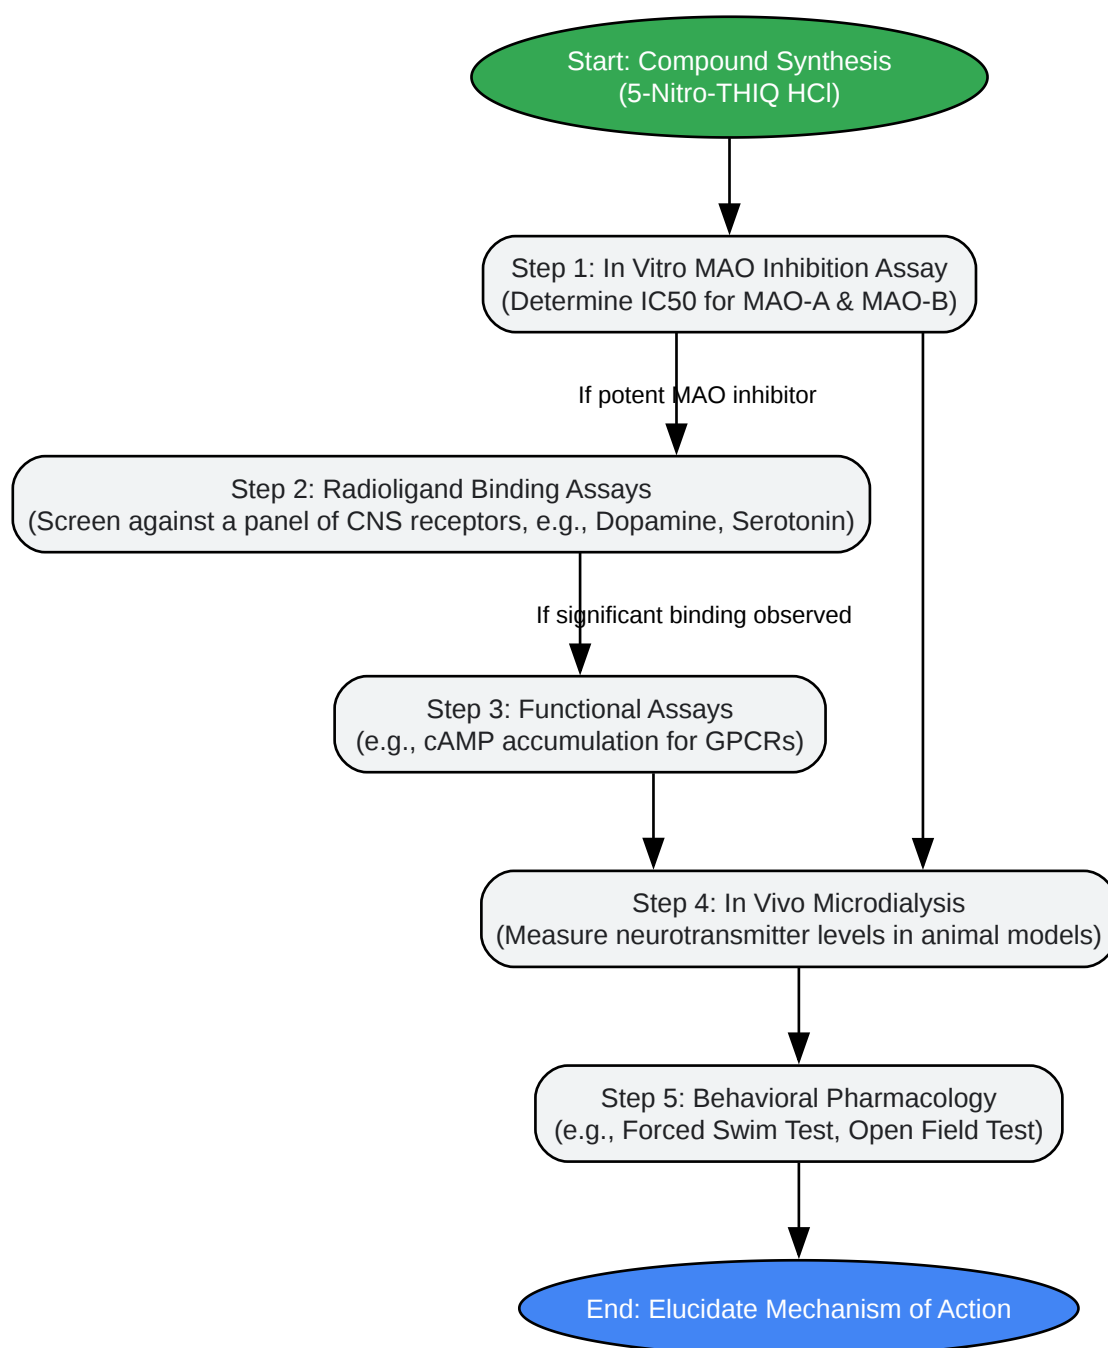 Start: Compound Synthesis
(5-Nitro-THIQ HCl)
Step 1: In Vitro MAO Inhibition Assay
(Determine IC50 for MAO-A & MAO-B)
If potent MAO inhibitor
Step 2: Radioligand Binding Assays
(Screen against a panel of CNS receptors, e.g., Dopamine, Serotonin)
If significant binding observed
Step 3: Functional Assays
(e.g., cAMP accumulation for GPCRs)
Step 4: In Vivo Microdialysis
(Measure neurotransmitter levels in animal models)
Step 5: Behavioral Pharmacology
(e.g., Forced Swim Test, Open Field Test)
End: Elucidate Mechanism of Action